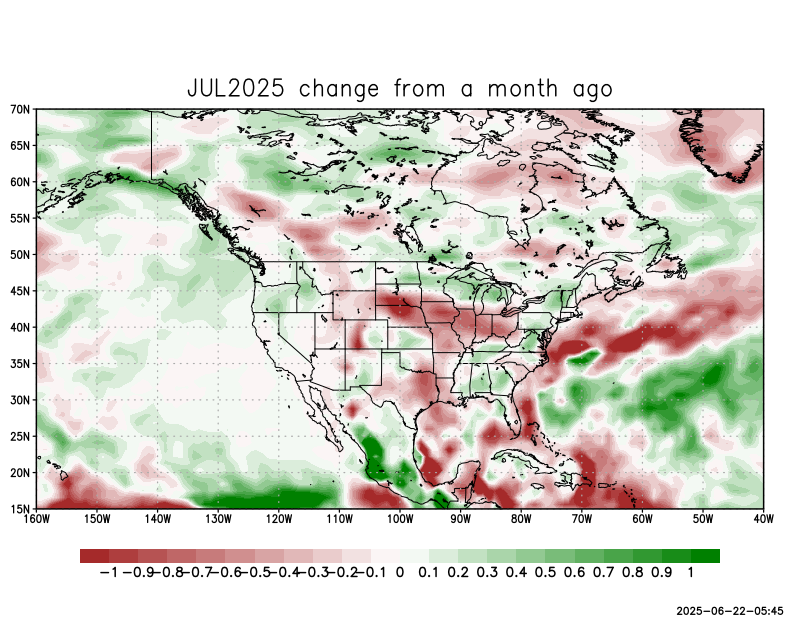 JUL2025 change from a month ago
70N
65N
60N
55N
50N
45N
40N
35N
30N
25N
20N
15N
160W 150W 140W 130W 120W 110W 100W 90W 80W 70W 60W 50W 40W
−1 −0.9 −0.8 −0.7 −0.6 −0.5 −0.4 −0.3 −0.2 −0.1 0 0.1 0.2 0.3 0.4 0.5 0.6 0.7 0.8 0.9 1
2025-06-22-05:45